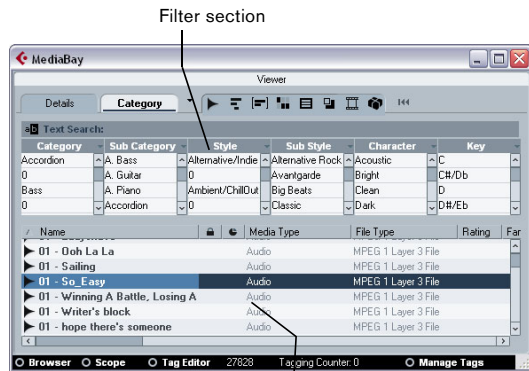 Filter section
MediaBay
Viewer
Details Category
Text Search:
Category Sub Category Style Sub Style Character Key
Accordion A. Bass Alternative/Indie Alternative Rock Acoustic C
0 A. Guitar 0 Avantgarde Bright C#/Db
Bass A. Piano Ambient/ChillOut Big Beats Clean D
0 Accordion 0 Classic Dark D#/Eb
Name Media Type File Type Rating Far
01 - Ooh La La Audio MPEG 1 Layer 3 File
01 - Sailing Audio MPEG 1 Layer 3 File
01 - So_Easy Audio MPEG 1 Layer 3 File
01 - Winning A Battle, Losing A Audio MPEG 1 Layer 3 File
01 - Writer's block Audio MPEG 1 Layer 3 File
01 - hope there's someone Audio MPEG 1 Layer 3 File
Browser Scope Tag Editor 27828 Tagging Counter: 0 Manage Tags